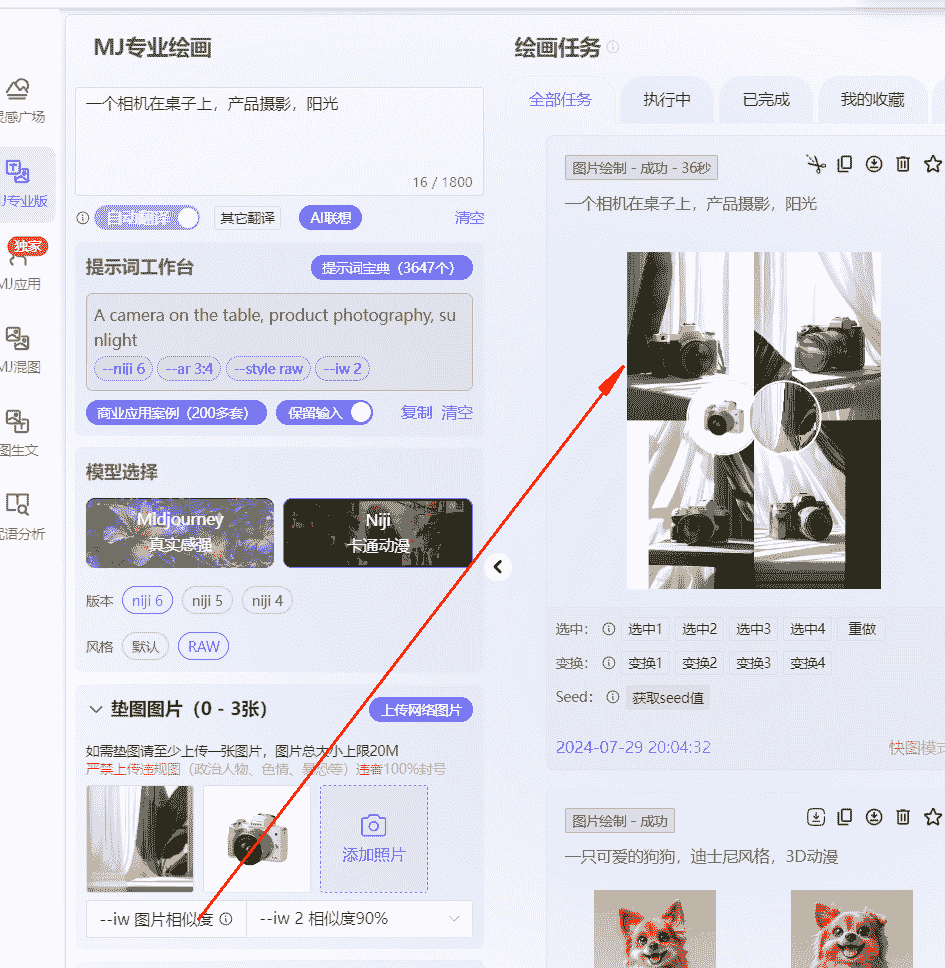 MJ专业绘画
一个相机在桌子上，产品摄影，阳光
16 / 1800
自动翻译
其它翻译
AI联想
清空
提示词工作台
提示词宝典（3647个）
A camera on the table, product photography, su
nlight
--niji 6
--ar 3:4
--style raw
--iw 2
商业应用案例（200多套）
保留输入
复制
清空
模型选择
Midjourney
真实感强
Niji
卡通动漫
版本
niji 6
niji 5
niji 4
风格
默认
RAW
垫图图片（0 - 3张）
上传网络图片
如需垫图请至少上传一张图片，图片总大小上限20M
严禁上传违规图（政治人物、色情、暴恐等）违者100%封号
添加照片
--iw 图片相似度
--iw 2 相似度90%
感广场
专业版
独家
MJ应用
MJ混图
图生文
语分析
绘画任务
全部任务
执行中
已完成
我的收藏
图片绘制 - 成功 - 36秒
一个相机在桌子上，产品摄影，阳光
选中：
选中1
选中2
选中3
选中4
重做
变换：
变换1
变换2
变换3
变换4
Seed：
获取seed值
2024-07-29 20:04:32
快图模式
图片绘制 - 成功
一只可爱的狗狗，迪士尼风格，3D动漫